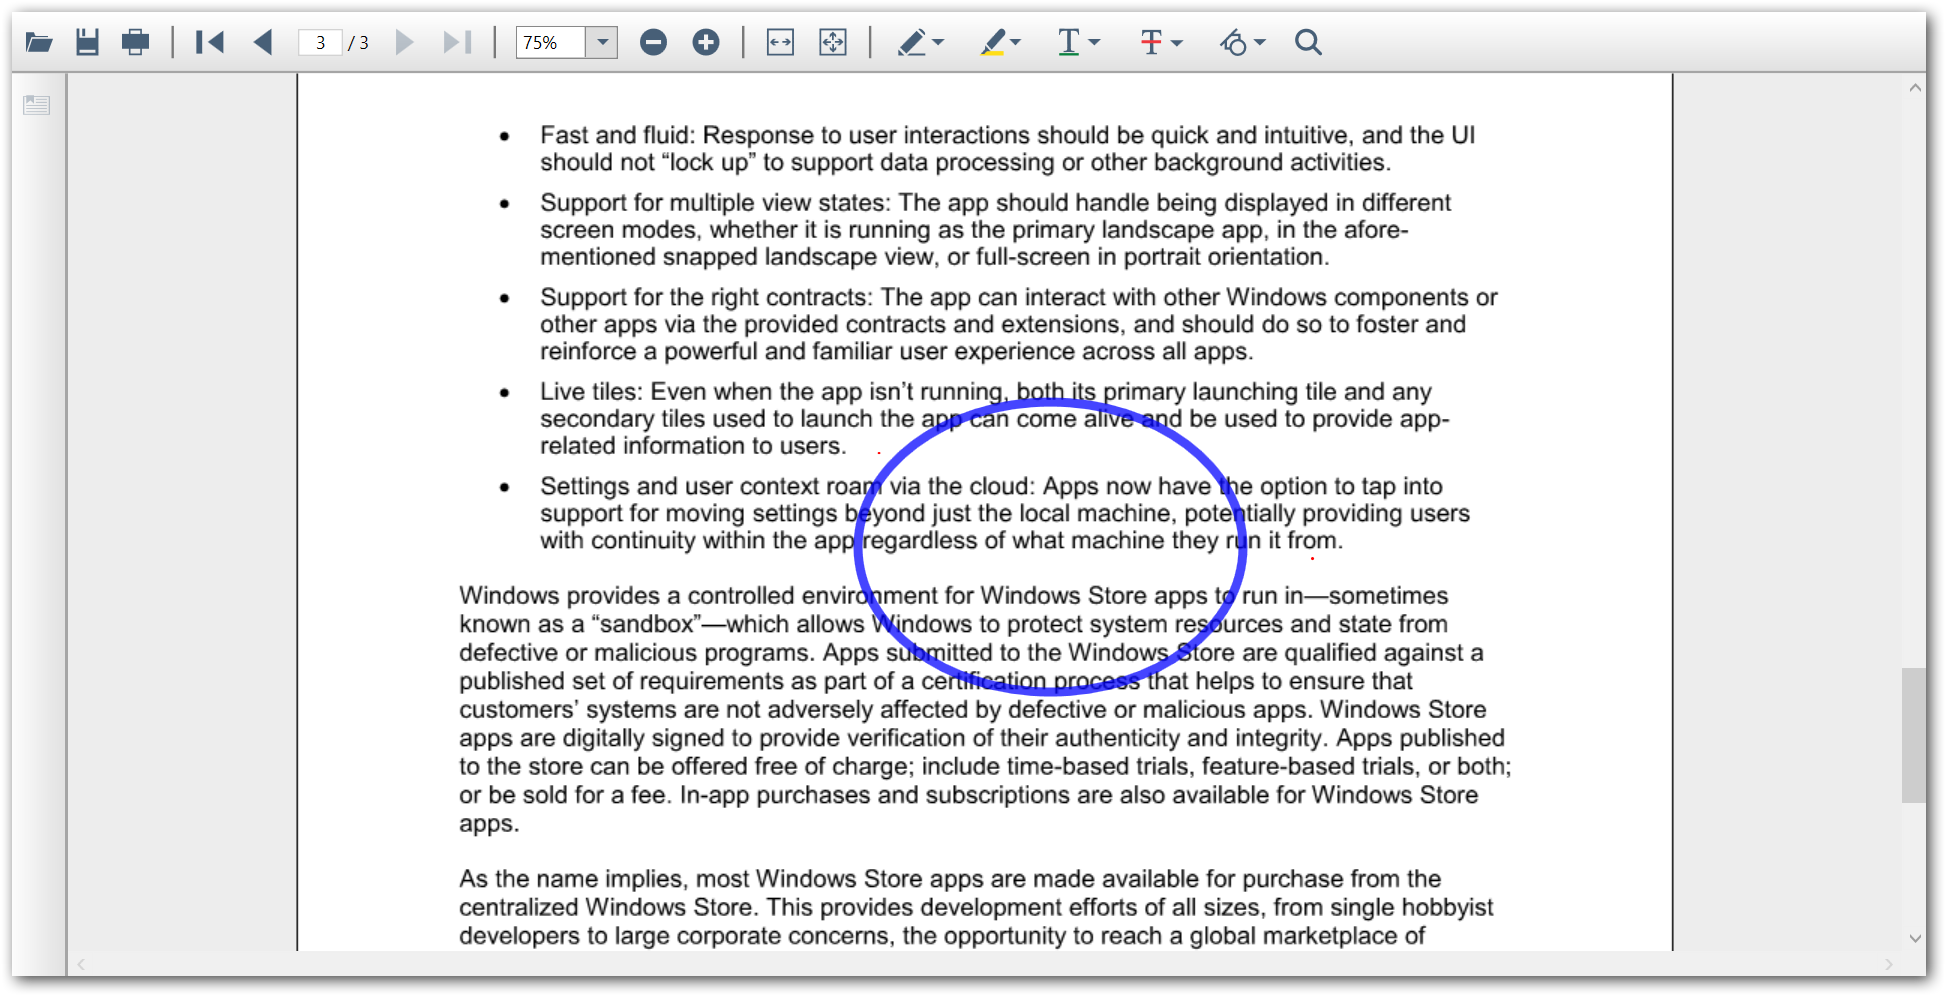 3 / 3
75%
• Fast and fluid: Response to user interactions should be quick and intuitive, and the UI
should not “lock up” to support data processing or other background activities.
• Support for multiple view states: The app should handle being displayed in different
screen modes, whether it is running as the primary landscape app, in the afore-
mentioned snapped landscape view, or full-screen in portrait orientation.
• Support for the right contracts: The app can interact with other Windows components or
other apps via the provided contracts and extensions, and should do so to foster and
reinforce a powerful and familiar user experience across all apps.
• Live tiles: Even when the app isn’t running, both its primary launching tile and any
secondary tiles used to launch the app can come alive and be used to provide app-
related information to users.
• Settings and user context roam via the cloud: Apps now have the option to tap into
support for moving settings beyond just the local machine, potentially providing users
with continuity within the app regardless of what machine they run it from.
Windows provides a controlled environment for Windows Store apps to run in—sometimes
known as a “sandbox”—which allows Windows to protect system resources and state from
defective or malicious programs. Apps submitted to the Windows Store are qualified against a
published set of requirements as part of a certification process that helps to ensure that
customers’ systems are not adversely affected by defective or malicious apps. Windows Store
apps are digitally signed to provide verification of their authenticity and integrity. Apps published
to the store can be offered free of charge; include time-based trials, feature-based trials, or both;
or be sold for a fee. In-app purchases and subscriptions are also available for Windows Store
apps.
As the name implies, most Windows Store apps are made available for purchase from the
centralized Windows Store. This provides development efforts of all sizes, from single hobbyist
developers to large corporate concerns, the opportunity to reach a global marketplace of